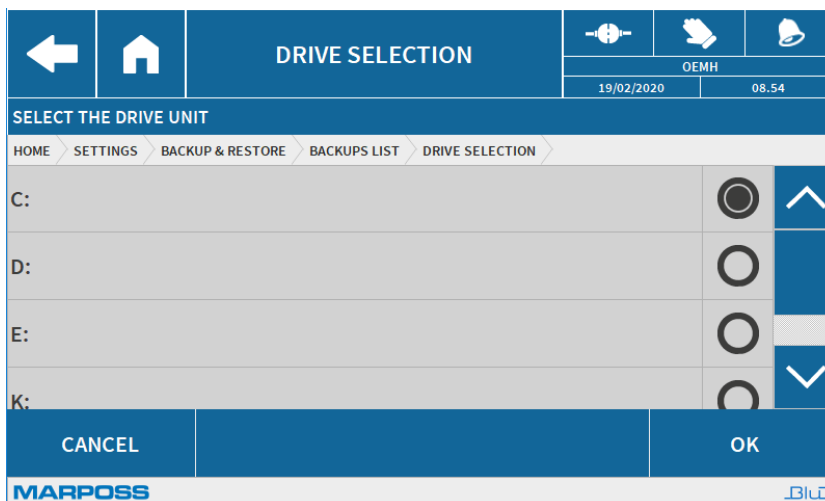 DRIVE SELECTION
OEMH
19/02/2020 08.54
SELECT THE DRIVE UNIT
HOME SETTINGS BACKUP & RESTORE BACKUPS LIST DRIVE SELECTION
C:
D:
E:
K:
CANCEL OK
MARPOSS